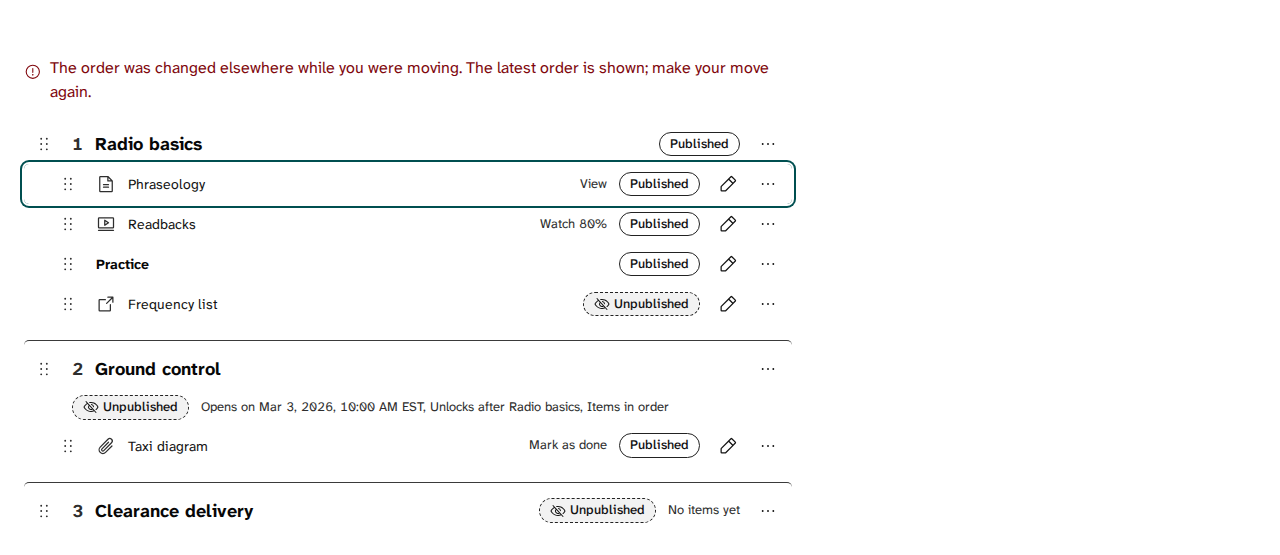 The order was changed elsewhere while you were moving. The latest order is shown; make your move
again.
1 Radio basics Published
Phraseology View Published
Readbacks Watch 80% Published
Practice Published
Frequency list Unpublished
2 Ground control
Unpublished Opens on Mar 3, 2026, 10:00 AM EST, Unlocks after Radio basics, Items in order
Taxi diagram Mark as done Published
3 Clearance delivery Unpublished No items yet